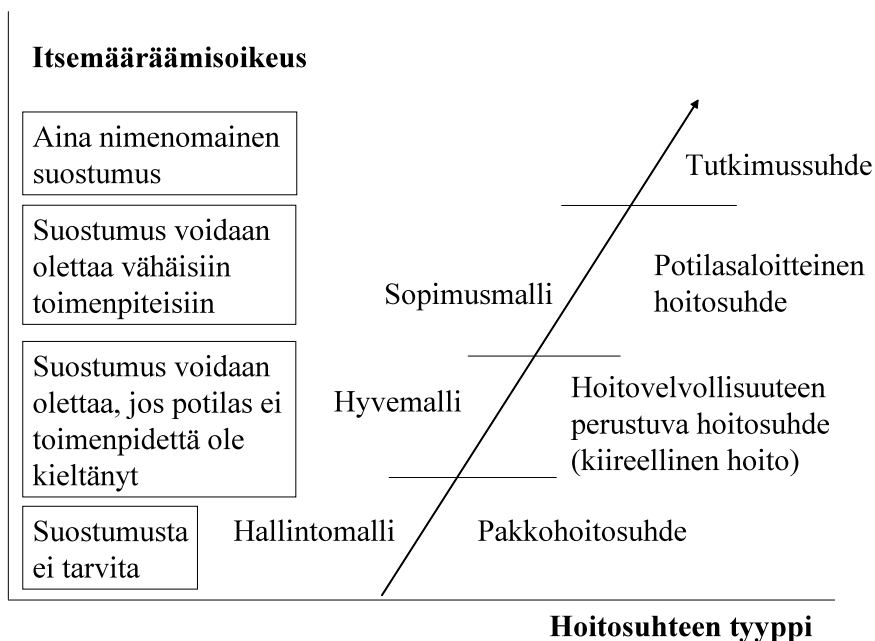 Itsemääräämisoikeus
Aina nimenomainen
suostumus
Tutkimussuhde
Suostumus voidaan
olettaa vähäisiin
toimenpiteisiin
Sopimusmalli
Potilasaloitteinen
hoitosuhde
Suostumus voidaan
olettaa, jos potilas ei
toimenpidettä ole
kieltänyt
Hyvemalli
Hoitovelvollisuuteen
perustuva hoitosuhde
(kiireellinen hoito)
Suostumusta
ei tarvita
Hallintomalli
Pakkohoitosuhde
Hoitosuhteen tyyppi